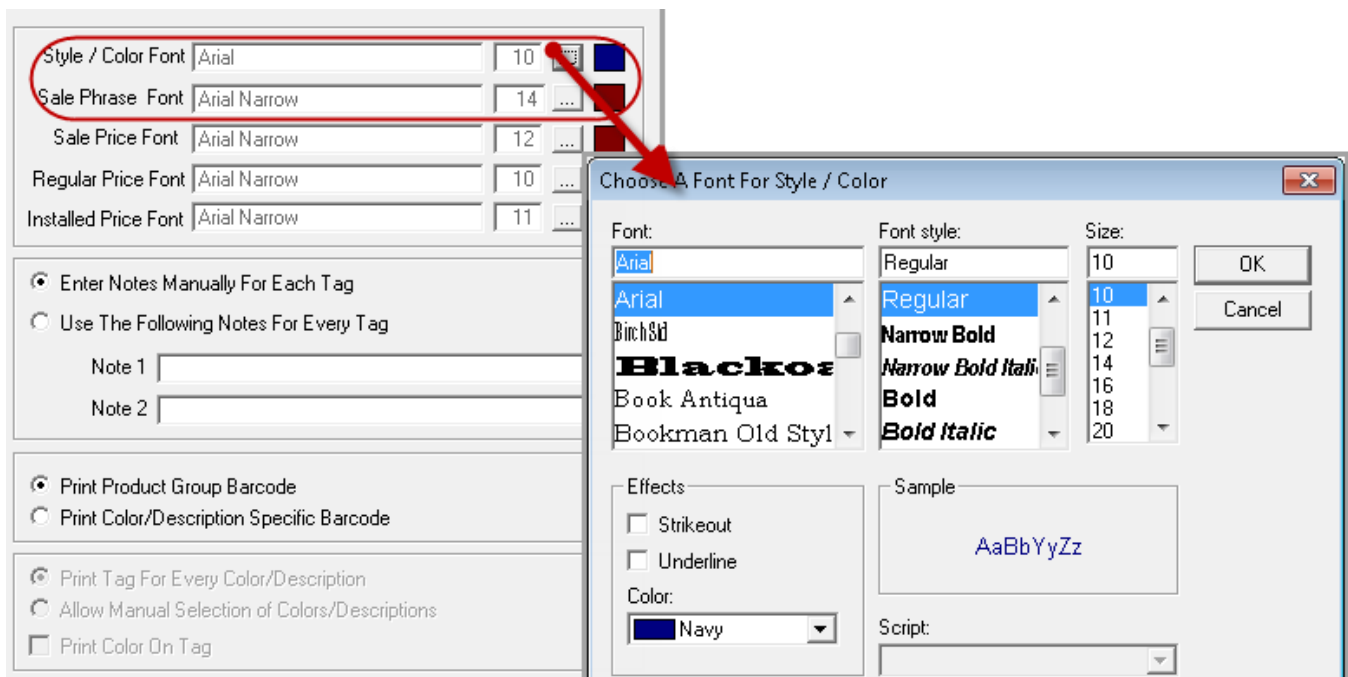 Style / Color Font Arial 10 ...
Sale Phrase Font Arial Narrow 14 ...
Sale Price Font Arial Narrow 12 ...
Regular Price Font Arial Narrow 10 ...
Installed Price Font Arial Narrow 11 ...
Enter Notes Manually For Each Tag
Use The Following Notes For Every Tag
Note 1
Note 2
Print Product Group Barcode
Print Color/Description Specific Barcode
Print Tag For Every Color/Description
Allow Manual Selection of Colors/Descriptions
Print Color On Tag
Choose A Font For Style / Color
Font:
Arial
Arial
Birch Std
Blackoa
Book Antiqua
Bookman Old Styl
Font style:
Regular
Regular
Narrow Bold
Narrow Bold Itali
Bold
Bold Italic
Size:
10
10
11
12
14
16
18
20
OK
Cancel
Effects
Strikeout
Underline
Color:
Navy
Sample
AaBbYyZz
Script: